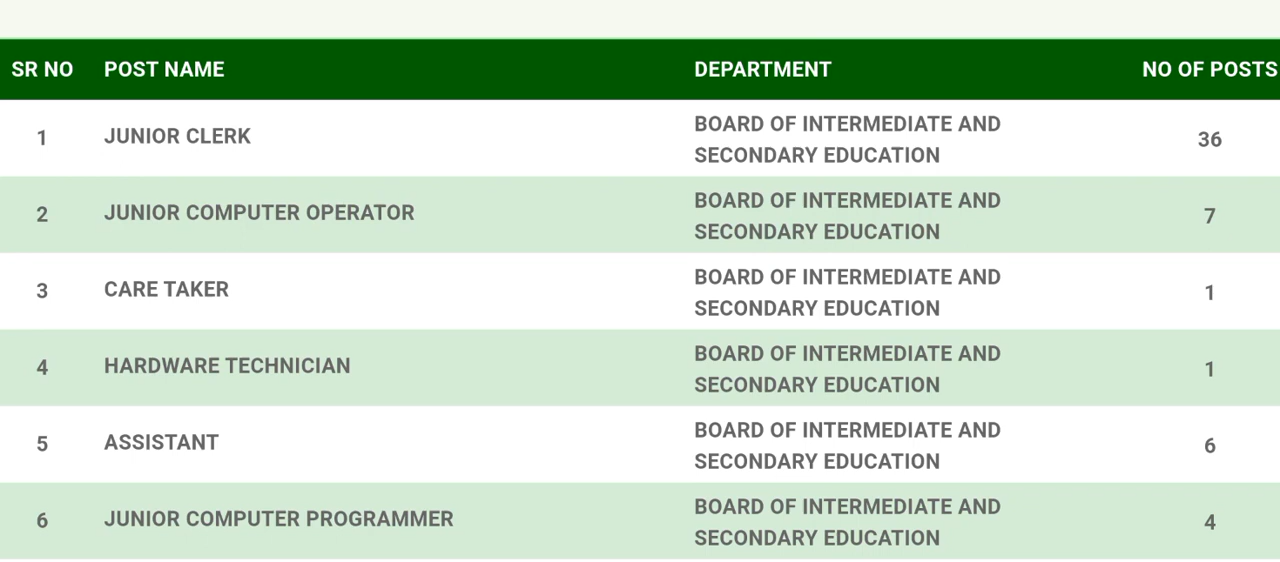 SR NO POST NAME DEPARTMENT NO OF POSTS
1 JUNIOR CLERK BOARD OF INTERMEDIATE AND SECONDARY EDUCATION 36
2 JUNIOR COMPUTER OPERATOR BOARD OF INTERMEDIATE AND SECONDARY EDUCATION 7
3 CARE TAKER BOARD OF INTERMEDIATE AND SECONDARY EDUCATION 1
4 HARDWARE TECHNICIAN BOARD OF INTERMEDIATE AND SECONDARY EDUCATION 1
5 ASSISTANT BOARD OF INTERMEDIATE AND SECONDARY EDUCATION 6
6 JUNIOR COMPUTER PROGRAMMER BOARD OF INTERMEDIATE AND SECONDARY EDUCATION 4